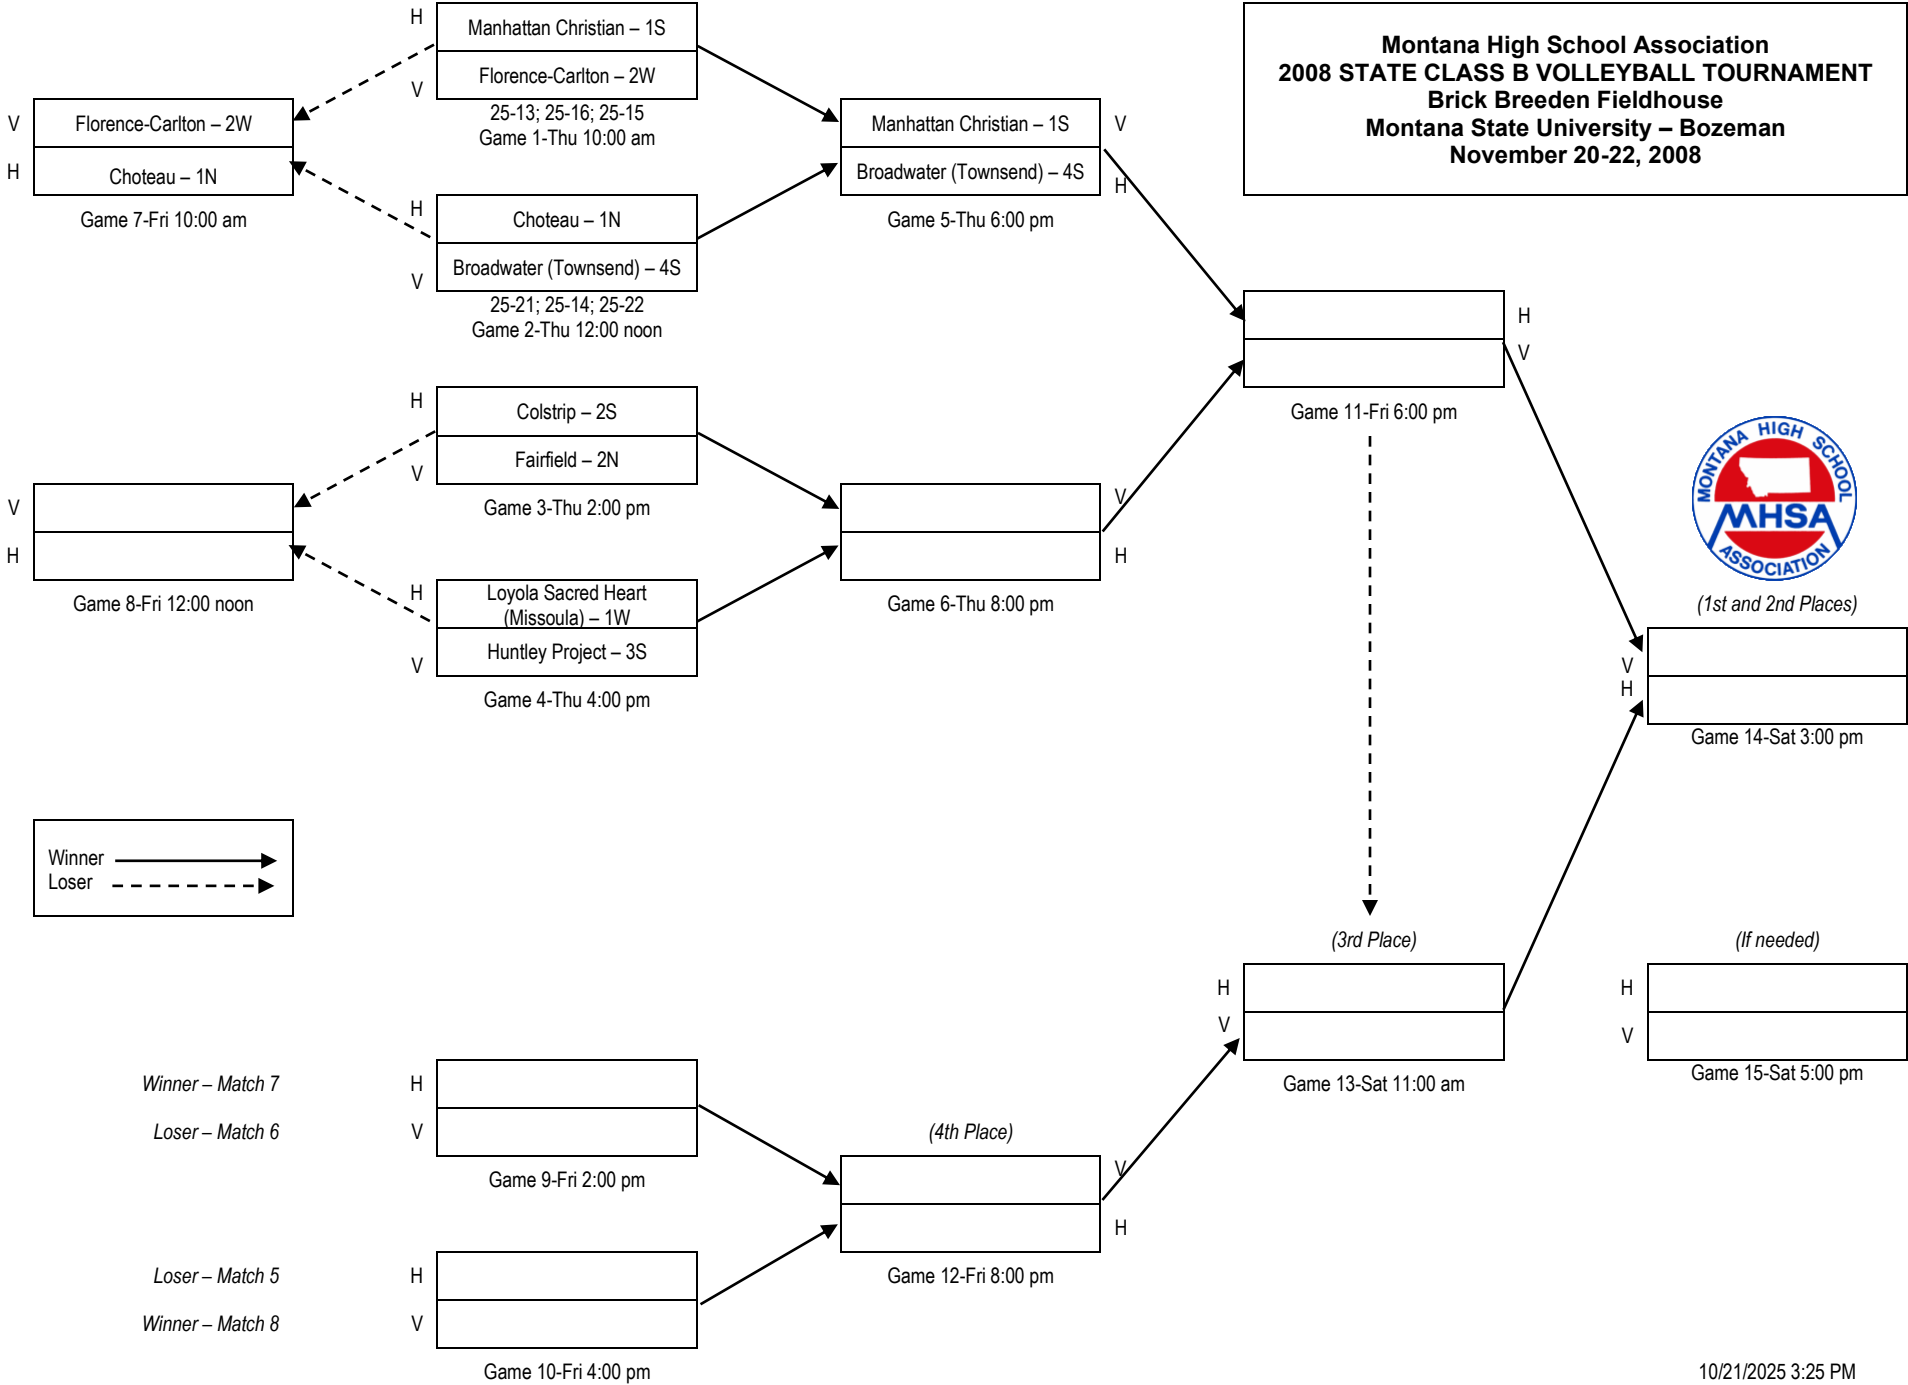 Montana High School Association
2008 STATE CLASS B VOLLEYBALL TOURNAMENT
Brick Breeden Fieldhouse
Montana State University – Bozeman
November 20-22, 2008
H
Manhattan Christian – 1S
V
Florence-Carlton – 2W
25-13; 25-16; 25-15
Game 1-Thu 10:00 am
V
Florence-Carlton – 2W
H
Choteau – 1N
Game 7-Fri 10:00 am
Manhattan Christian – 1S
V
Broadwater (Townsend) – 4S
H
Game 5-Thu 6:00 pm
H
Choteau – 1N
V
Broadwater (Townsend) – 4S
25-21; 25-14; 25-22
Game 2-Thu 12:00 noon
H
V
Game 11-Fri 6:00 pm
H
Colstrip – 2S
V
Fairfield – 2N
Game 3-Thu 2:00 pm
V
H
Game 8-Fri 12:00 noon
V
H
Game 6-Thu 8:00 pm
H
Loyola Sacred Heart
(Missoula) – 1W
V
Huntley Project – 3S
Game 4-Thu 4:00 pm
MONTANA HIGH SCHOOL
MHSA
ASSOCIATION
(1st and 2nd Places)
V
H
Game 14-Sat 3:00 pm
Winner
Loser
(3rd Place)
H
V
Game 13-Sat 11:00 am
(If needed)
H
V
Game 15-Sat 5:00 pm
Winner – Match 7
H
Loser – Match 6
V
Game 9-Fri 2:00 pm
(4th Place)
V
H
Game 12-Fri 8:00 pm
Loser – Match 5
H
Winner – Match 8
V
Game 10-Fri 4:00 pm
10/21/2025 3:25 PM